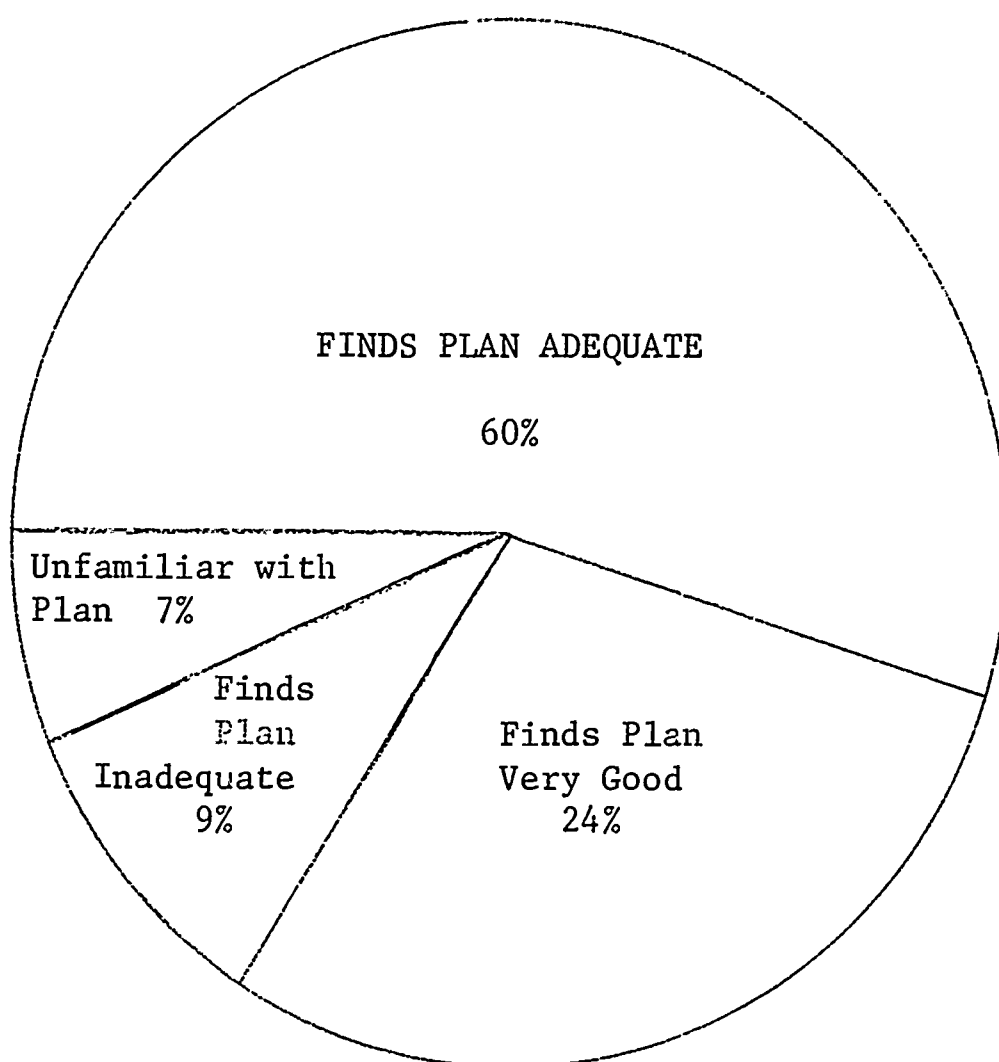 FINDS PLAN ADEQUATE
60%
Unfamiliar with
Plan 7%
Finds
Plan
Inadequate
9%
Finds Plan
Very Good
24%